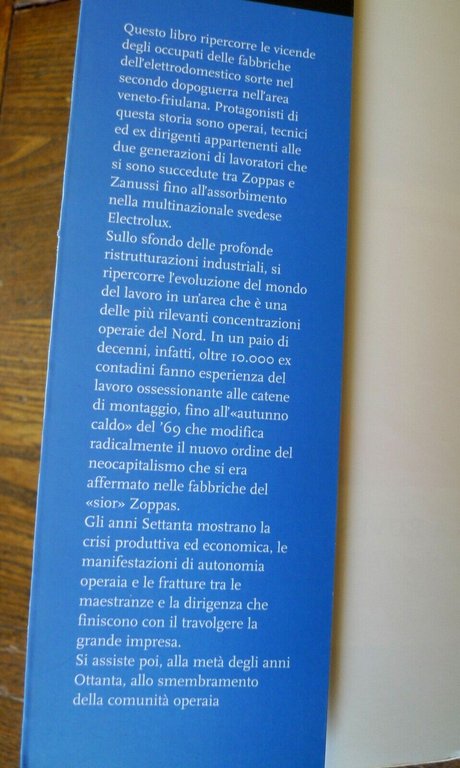 Questo libro ripercorre le vicende
degli occupati delle fabbriche
dell'elettrodomestico sorte nel
secondo dopoguerra nell'area
veneto-friulana. Protagonisti di
questa storia sono operai, tecnici
ed ex dirigenti appartenenti alle
due generazioni di lavoratori che
si sono succedute tra Zoppas e
Zanussi fino all'assorbimento
nella multinazionale svedese
Electrolux.
Sullo sfondo delle profonde
ristrutturazioni industriali, si
ripercorre l'evoluzione del mondo
del lavoro in un'area che è una
delle più rilevanti concentrazioni
operaie del Nord. In un paio di
decenni, infatti, oltre 10.000 ex
contadini fanno esperienza del
lavoro ossessionante alle catene
di montaggio, fino all'«autunno
caldo» del '69 che modifica
radicalmente il nuovo ordine del
neocapitalismo che si era
affermato nelle fabbriche del
«sior» Zoppas.
Gli anni Settanta mostrano la
crisi produttiva ed economica, le
manifestazioni di autonomia
operaia e le fratture tra le
maestranze e la dirigenza che
finiscono con il travolgere la
grande impresa.
Si assiste poi, alla metà degli anni
Ottanta, allo smembramento
della comunità operaia